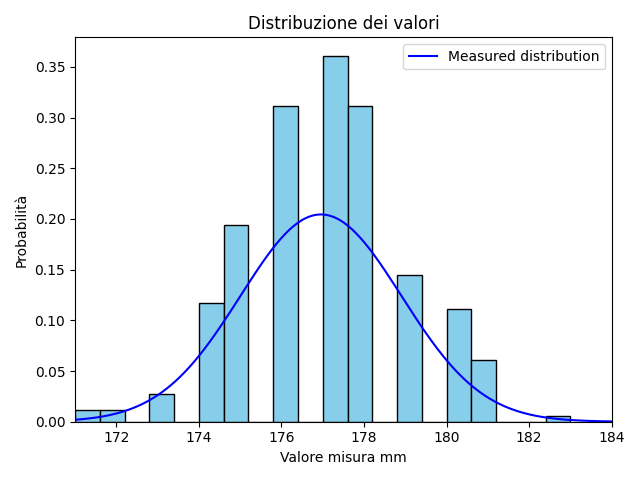 Distribuzione dei valori
Measured distribution
Probabilità
0.35
0.30
0.25
0.20
0.15
0.10
0.05
0.00
172 174 176 178 180 182 184
Valore misura mm